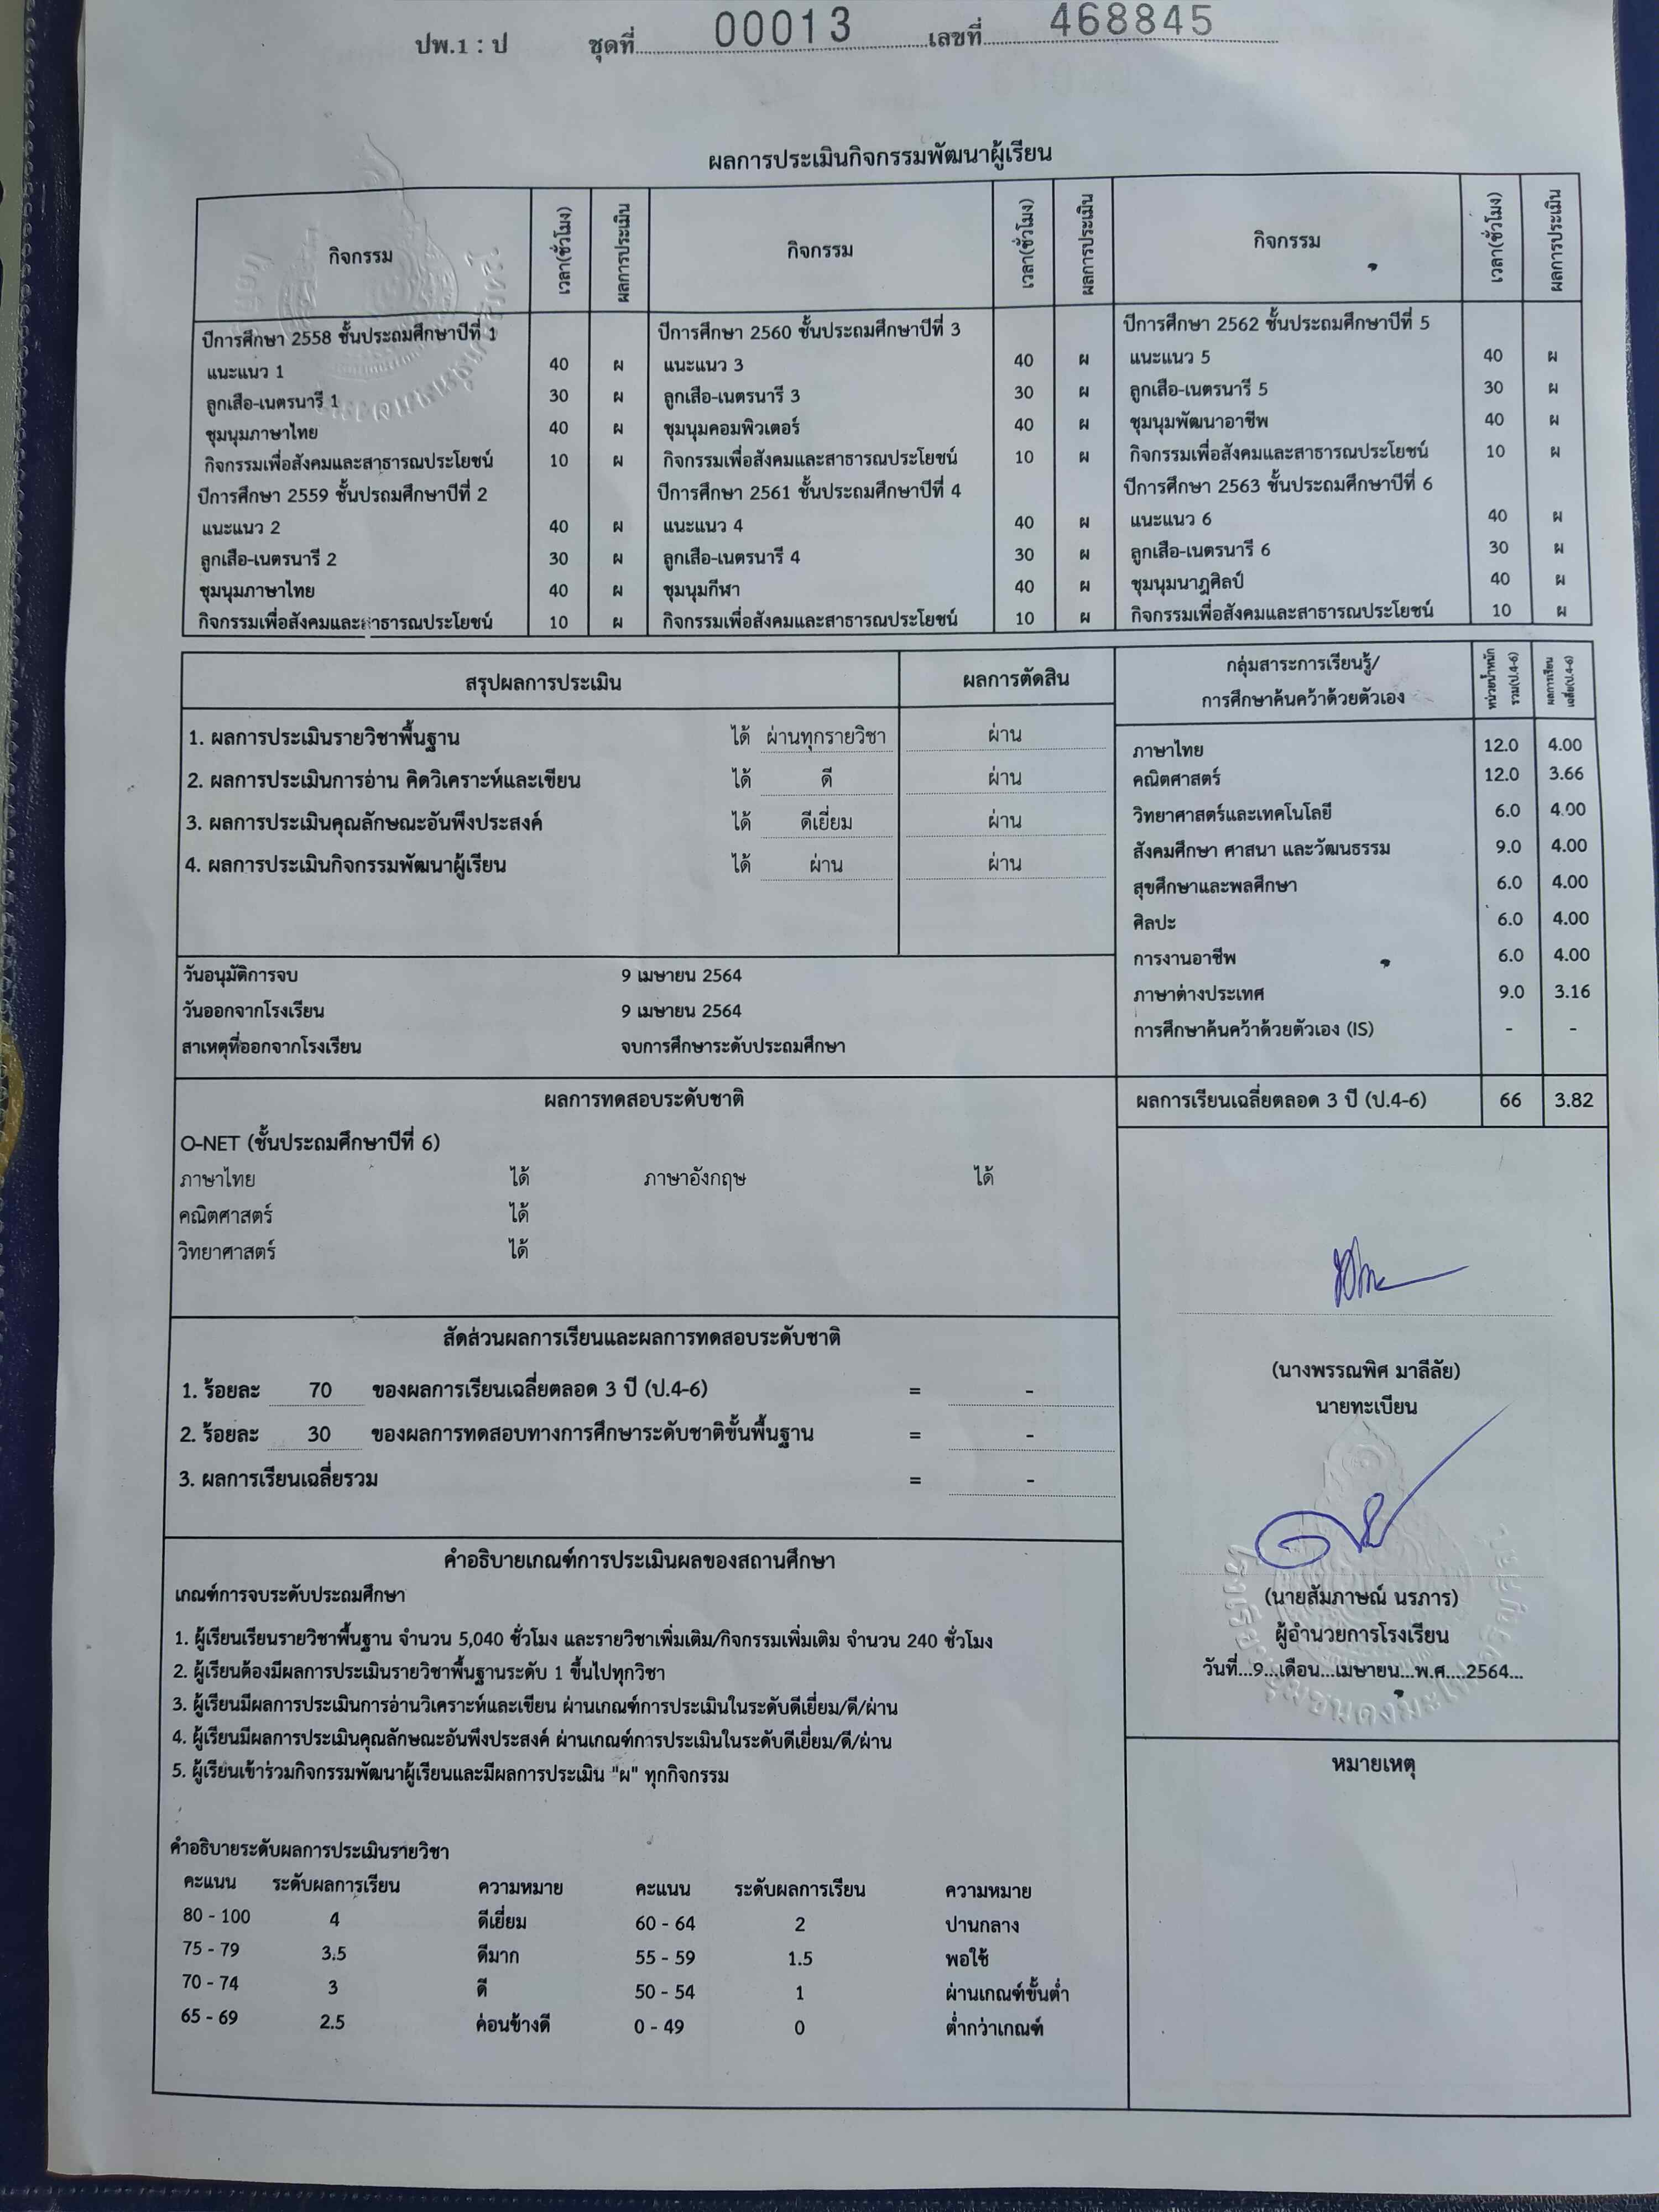 ปพ.1 : ป ชุดที่ 00013 เลขที่ 468845
ผลการประเมินกิจกรรมพัฒนาผู้เรียน
กิจกรรม เวลา(ชั่วโมง) ผลการประเมิน กิจกรรม เวลา(ชั่วโมง) ผลการประเมิน กิจกรรม เวลา(ชั่วโมง) ผลการประเมิน
ปีการศึกษา 2558 ชั้นประถมศึกษาปีที่ 1 ปีการศึกษา 2560 ชั้นประถมศึกษาปีที่ 3 ปีการศึกษา 2562 ชั้นประถมศึกษาปีที่ 5
แนะแนว 1 40 ผ แนะแนว 3 40 ผ แนะแนว 5 40 ผ
ลูกเสือ-เนตรนารี 1 30 ผ ลูกเสือ-เนตรนารี 3 30 ผ ลูกเสือ-เนตรนารี 5 30 ผ
ชุมนุมภาษาไทย 40 ผ ชุมนุมคอมพิวเตอร์ 40 ผ ชุมนุมพัฒนาอาชีพ 40 ผ
กิจกรรมเพื่อสังคมและสาธารณประโยชน์ 10 ผ กิจกรรมเพื่อสังคมและสาธารณประโยชน์ 10 ผ กิจกรรมเพื่อสังคมและสาธารณประโยชน์ 10 ผ
ปีการศึกษา 2559 ชั้นปรถมศึกษาปีที่ 2 ปีการศึกษา 2561 ชั้นประถมศึกษาปีที่ 4 ปีการศึกษา 2563 ชั้นประถมศึกษาปีที่ 6
แนะแนว 2 40 ผ แนะแนว 4 40 ผ แนะแนว 6 40 ผ
ลูกเสือ-เนตรนารี 2 30 ผ ลูกเสือ-เนตรนารี 4 30 ผ ลูกเสือ-เนตรนารี 6 30 ผ
ชุมนุมภาษาไทย 40 ผ ชุมนุมกีฬา 40 ผ ชุมนุมนาฎศิลป์ 40 ผ
กิจกรรมเพื่อสังคมและสาธารณประโยชน์ 10 ผ กิจกรรมเพื่อสังคมและสาธารณประโยชน์ 10 ผ กิจกรรมเพื่อสังคมและสาธารณประโยชน์ 10 ผ
สรุปผลการประเมิน ผลการตัดสิน
1. ผลการประเมินรายวิชาพื้นฐาน ได้ ผ่านทุกรายวิชา ผ่าน
2. ผลการประเมินการอ่าน คิดวิเคราะห์และเขียน ได้ ดี ผ่าน
3. ผลการประเมินคุณลักษณะอันพึงประสงค์ ได้ ดีเยี่ยม ผ่าน
4. ผลการประเมินกิจกรรมพัฒนาผู้เรียน ได้ ผ่าน ผ่าน
วันอนุมัติการจบ 9 เมษายน 2564
วันออกจากโรงเรียน 9 เมษายน 2564
สาเหตุที่ออกจากโรงเรียน จบการศึกษาระดับประถมศึกษา
กลุ่มสาระการเรียนรู้/
การศึกษาค้นคว้าด้วยตัวเอง
หน่วยน้ำหนัก
รวม(ป.4-6)
ผลการเรียน
เฉลี่ย(ป.4-6)
ภาษาไทย 12.0 4.00
คณิตศาสตร์ 12.0 3.66
วิทยาศาสตร์และเทคโนโลยี 6.0 4.00
สังคมศึกษา ศาสนา และวัฒนธรรม 9.0 4.00
สุขศึกษาและพลศึกษา 6.0 4.00
ศิลปะ 6.0 4.00
การงานอาชีพ 6.0 4.00
ภาษาต่างประเทศ 9.0 3.16
การศึกษาค้นคว้าด้วยตัวเอง (IS) - -
ผลการเรียนเฉลี่ยตลอด 3 ปี (ป.4-6) 66 3.82
ผลการทดสอบระดับชาติ
O-NET (ชั้นประถมศึกษาปีที่ 6)
ภาษาไทย ได้ ภาษาอังกฤษ ได้
คณิตศาสตร์ ได้
วิทยาศาสตร์ ได้
สัดส่วนผลการเรียนและผลการทดสอบระดับชาติ
1. ร้อยละ 70 ของผลการเรียนเฉลี่ยตลอด 3 ปี (ป.4-6) = -
2. ร้อยละ 30 ของผลการทดสอบทางการศึกษาระดับชาติขั้นพื้นฐาน = -
3. ผลการเรียนเฉลี่ยรวม = -
(นางพรรณพิศ มาลีลัย)
นายทะเบียน
(นายสัมภาษณ์ นรภาร)
ผู้อำนวยการโรงเรียน
วันที่...9...เดือน...เมษายน...พ.ศ....2564...
หมายเหตุ
คำอธิบายเกณฑ์การประเมินผลของสถานศึกษา
เกณฑ์การจบระดับประถมศึกษา
1. ผู้เรียนเรียนรายวิชาพื้นฐาน จำนวน 5,040 ชั่วโมง และรายวิชาเพิ่มเติม/กิจกรรมเพิ่มเติม จำนวน 240 ชั่วโมง
2. ผู้เรียนต้องมีผลการประเมินรายวิชาพื้นฐานระดับ 1 ขึ้นไปทุกวิชา
3. ผู้เรียนมีผลการประเมินการอ่านวิเคราะห์และเขียน ผ่านเกณฑ์การประเมินในระดับดีเยี่ยม/ดี/ผ่าน
4. ผู้เรียนมีผลการประเมินคุณลักษณะอันพึงประสงค์ ผ่านเกณฑ์การประเมินในระดับดีเยี่ยม/ดี/ผ่าน
5. ผู้เรียนเข้าร่วมกิจกรรมพัฒนาผู้เรียนและมีผลการประเมิน "ผ" ทุกกิจกรรม
คำอธิบายระดับผลการประเมินรายวิชา
คะแนน ระดับผลการเรียน ความหมาย คะแนน ระดับผลการเรียน ความหมาย
80 - 100 4 ดีเยี่ยม 60 - 64 2 ปานกลาง
75 - 79 3.5 ดีมาก 55 - 59 1.5 พอใช้
70 - 74 3 ดี 50 - 54 1 ผ่านเกณฑ์ขั้นต่ำ
65 - 69 2.5 ค่อนข้างดี 0 - 49 0 ต่ำกว่าเกณฑ์